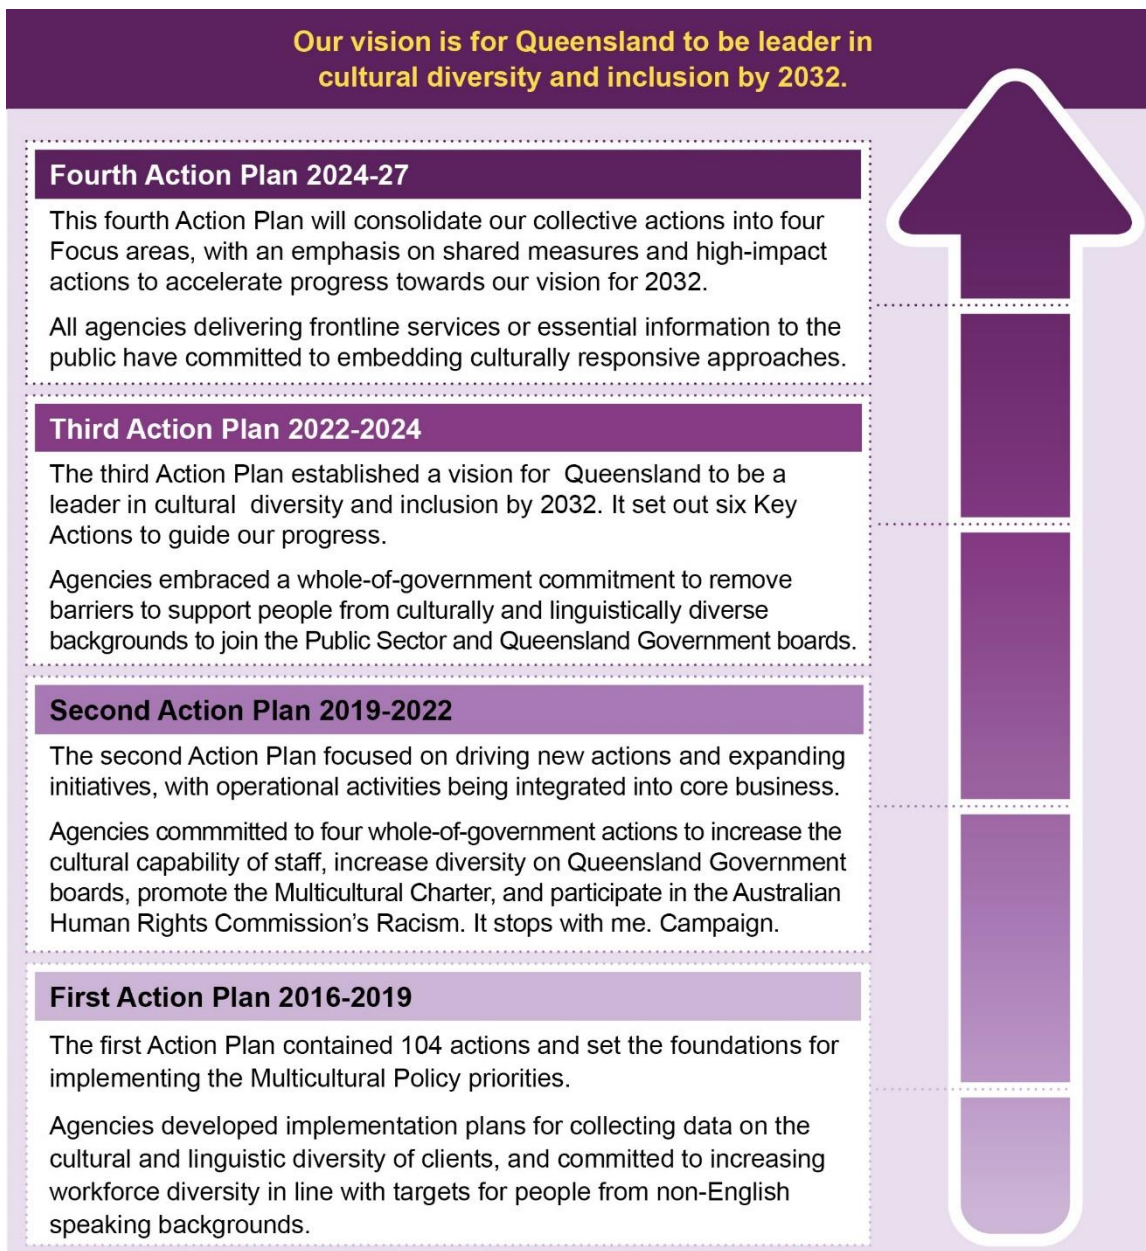 Our vision is for Queensland to be leader in
cultural diversity and inclusion by 2032.
Fourth Action Plan 2024-27
This fourth Action Plan will consolidate our collective actions into four
Focus areas, with an emphasis on shared measures and high-impact
actions to accelerate progress towards our vision for 2032.
All agencies delivering frontline services or essential information to the
public have committed to embedding culturally responsive approaches.
Third Action Plan 2022-2024
The third Action Plan established a vision for Queensland to be a
leader in cultural diversity and inclusion by 2032. It set out six Key
Actions to guide our progress.
Agencies embraced a whole-of-government commitment to remove
barriers to support people from culturally and linguistically diverse
backgrounds to join the Public Sector and Queensland Government boards.
Second Action Plan 2019-2022
The second Action Plan focused on driving new actions and expanding
initiatives, with operational activities being integrated into core business.
Agencies commmitted to four whole-of-government actions to increase the
cultural capability of staff, increase diversity on Queensland Government
boards, promote the Multicultural Charter, and participate in the Australian
Human Rights Commission’s Racism. It stops with me. Campaign.
First Action Plan 2016-2019
The first Action Plan contained 104 actions and set the foundations for
implementing the Multicultural Policy priorities.
Agencies developed implementation plans for collecting data on the
cultural and linguistic diversity of clients, and committed to increasing
workforce diversity in line with targets for people from non-English
speaking backgrounds.